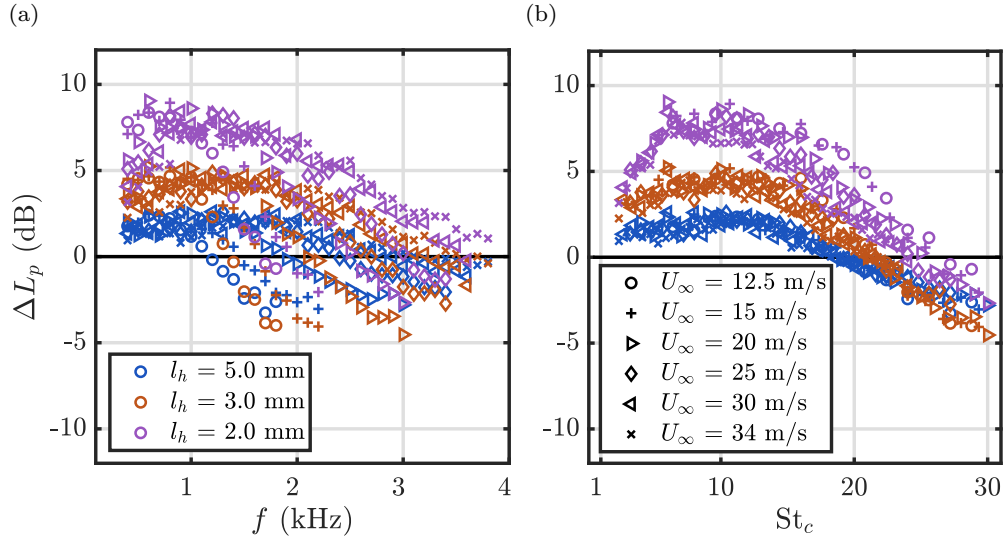 (a)
(b)
10
5
0
-5
-10
ΔL_p (dB)
l_h = 5.0 mm
l_h = 3.0 mm
l_h = 2.0 mm
1
2
3
4
f (kHz)
10
5
0
-5
-10
U_∞ = 12.5 m/s
U_∞ = 15 m/s
U_∞ = 20 m/s
U_∞ = 25 m/s
U_∞ = 30 m/s
U_∞ = 34 m/s
1
10
20
30
St_c